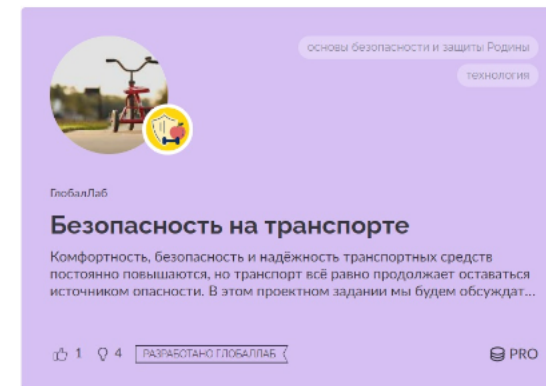 основы безопасности и защиты Родины
технология
ГлобалЛаб
Безопасность на транспорте
Комфортность, безопасность и надёжность транспортных средств
постоянно повышаются, но транспорт всё равно продолжает оставаться
источником опасности. В этом проектном задании мы будем обсуждат...
1 4 РАЗРАБОТАНО ГЛОБАЛЛАБ PRO